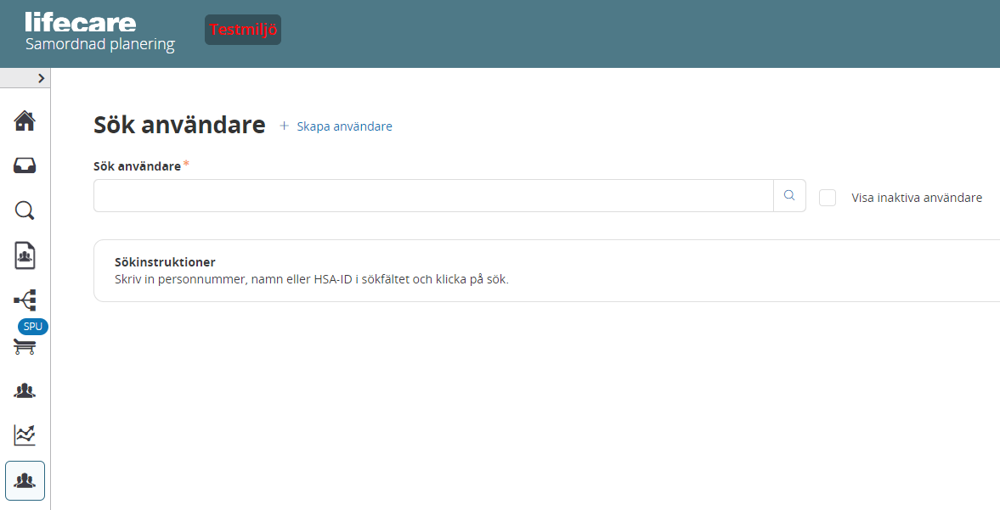 lifecare
Samordnad planering
Testmiljö
Sök användare
+ Skapa användare
Sök användare*
Visa inaktiva användare
Sökinstruktioner
Skriv in personnummer, namn eller HSA-ID i sökfältet och klicka på sök.
SPU